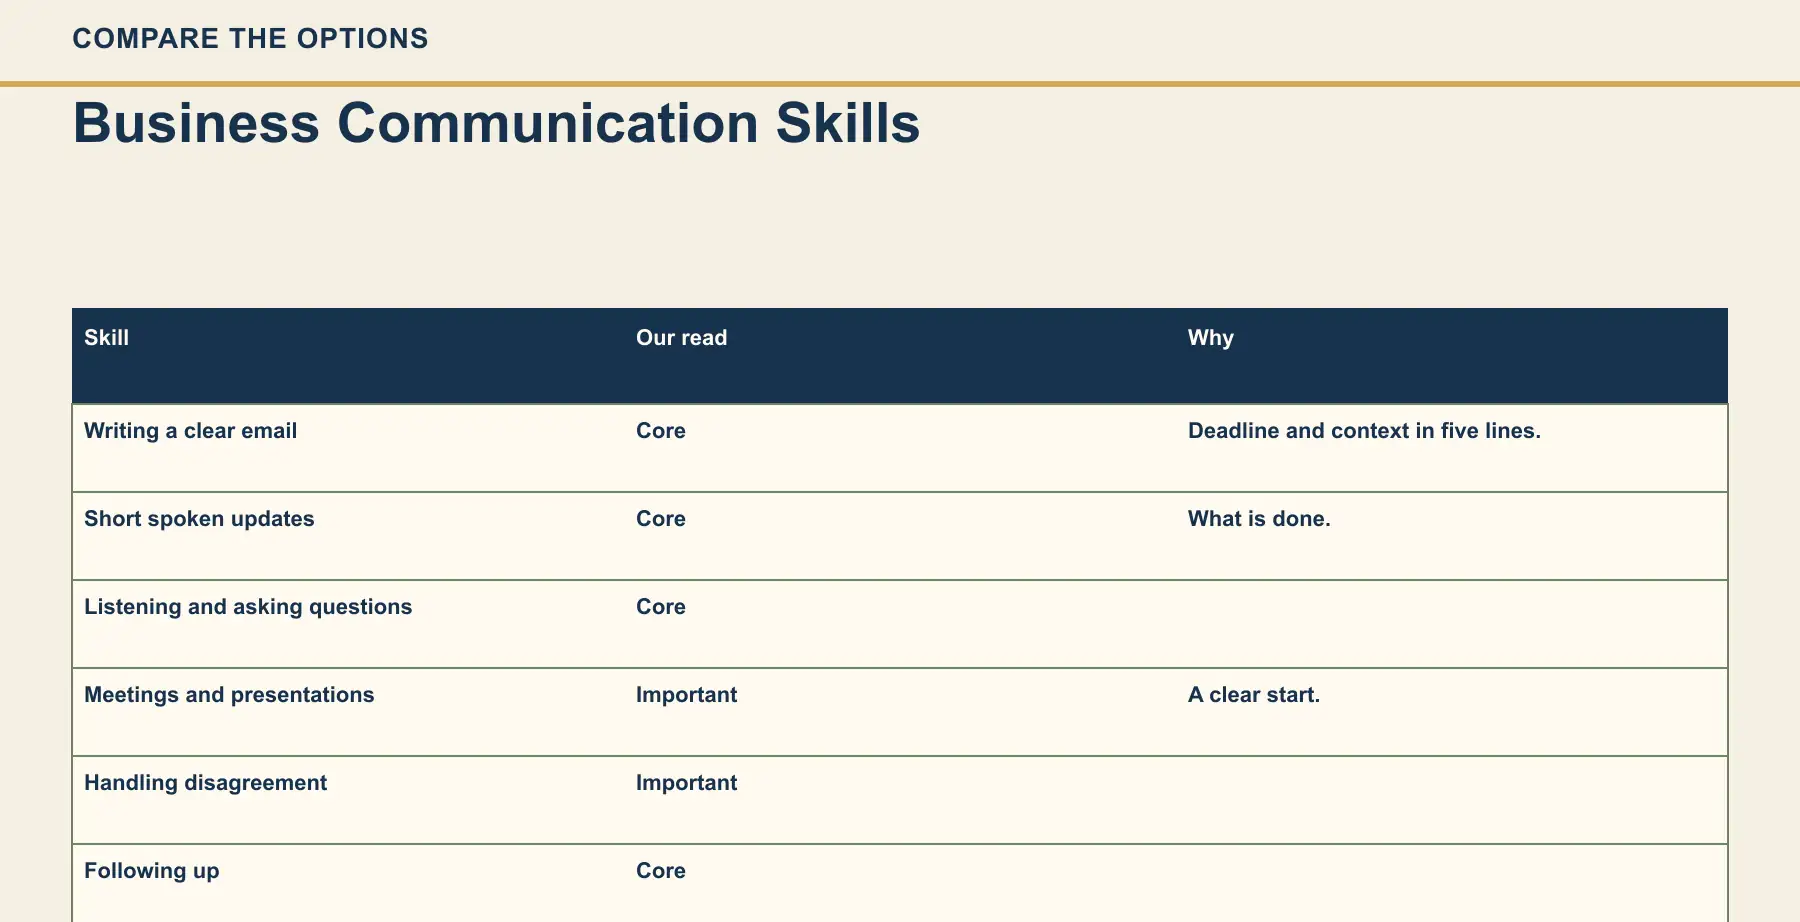 COMPARE THE OPTIONS
Business Communication Skills
Skill Our read Why
Writing a clear email Core Deadline and context in five lines.
Short spoken updates Core What is done.
Listening and asking questions Core
Meetings and presentations Important A clear start.
Handling disagreement Important
Following up Core